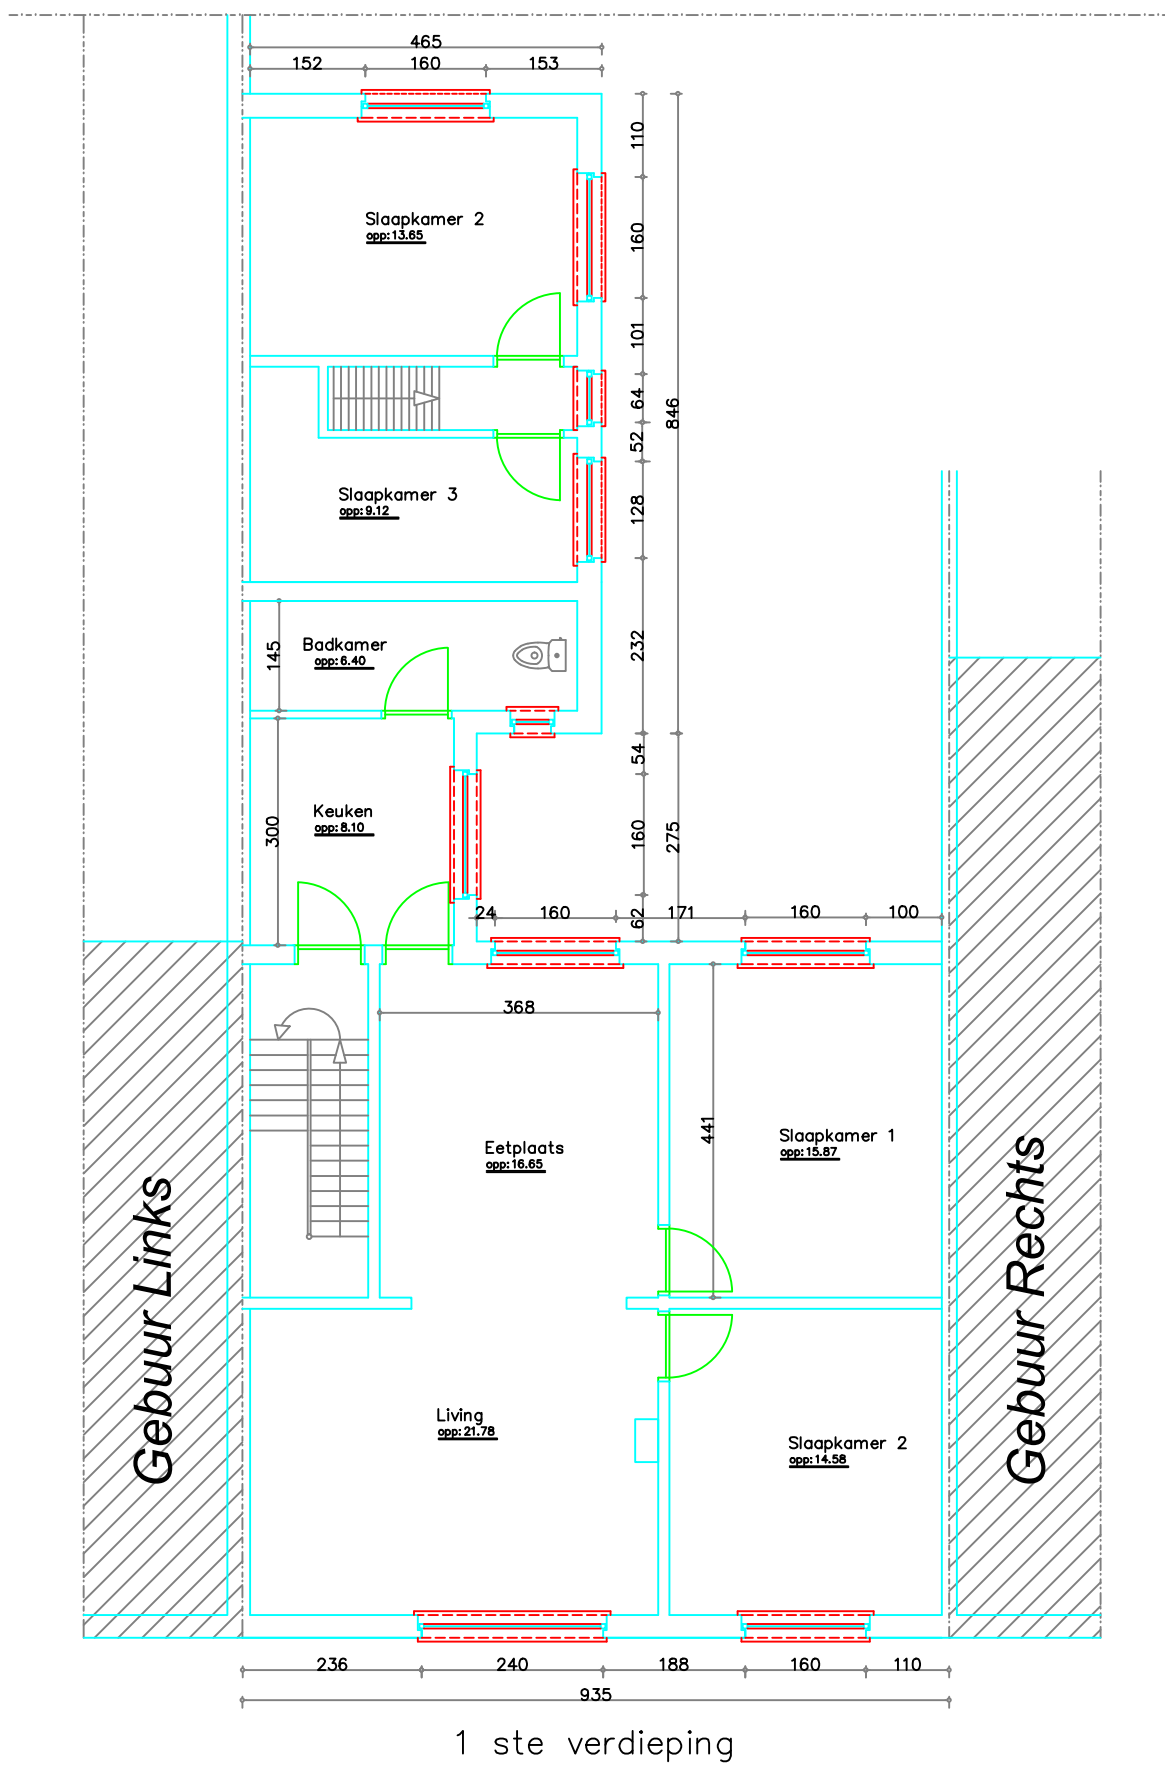 465
152 160 153
110
Slaapkamer 2
opp:13.65
160
101
64
846
52
Slaapkamer 3
opp:9.12
128
145
Badkamer
opp:6.40
232
54
Keuken
opp:8.10
300
160
275
24 160 62 171 160 100
368
441
Eetplaats
opp:16.65
Slaapkamer 1
opp:15.87
Gebuur Links
Gebuur Rechts
Living
opp:21.78
Slaapkamer 2
opp:14.58
236 240 188 160 110
935
1 ste verdieping